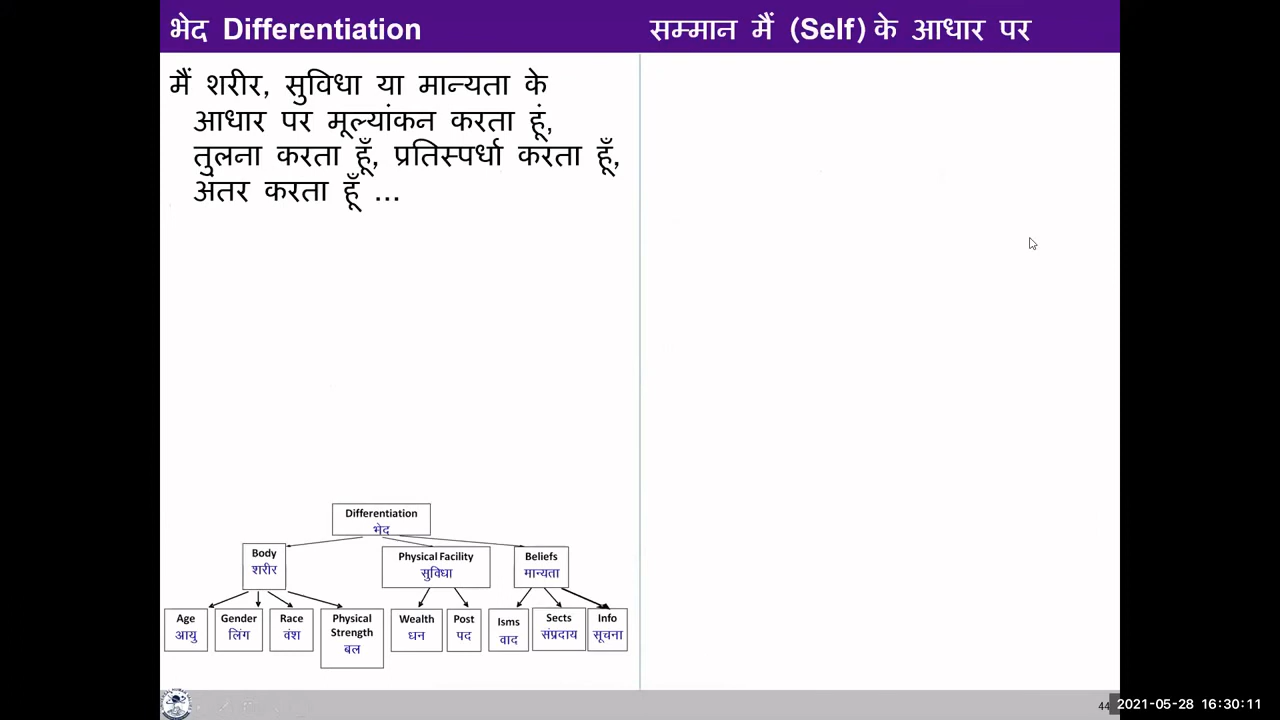 भेद Differentiation
सम्मान मैं (Self) के आधार पर
मैं शरीर, सुविधा या मान्यता के
आधार पर मूल्यांकन करता हूं,
तुलना करता हूँ, प्रतिस्पर्धा करता हूँ,
अंतर करता हूँ ...
Differentiation
भेद
Body
शरीर
Physical Facility
सुविधा
Beliefs
मान्यता
Age
आयु
Gender
लिंग
Race
वंश
Physical
Strength
बल
Wealth
धन
Post
पद
Isms
वाद
Sects
संप्रदाय
Info
सूचना
44
2021-05-28 16:30:11